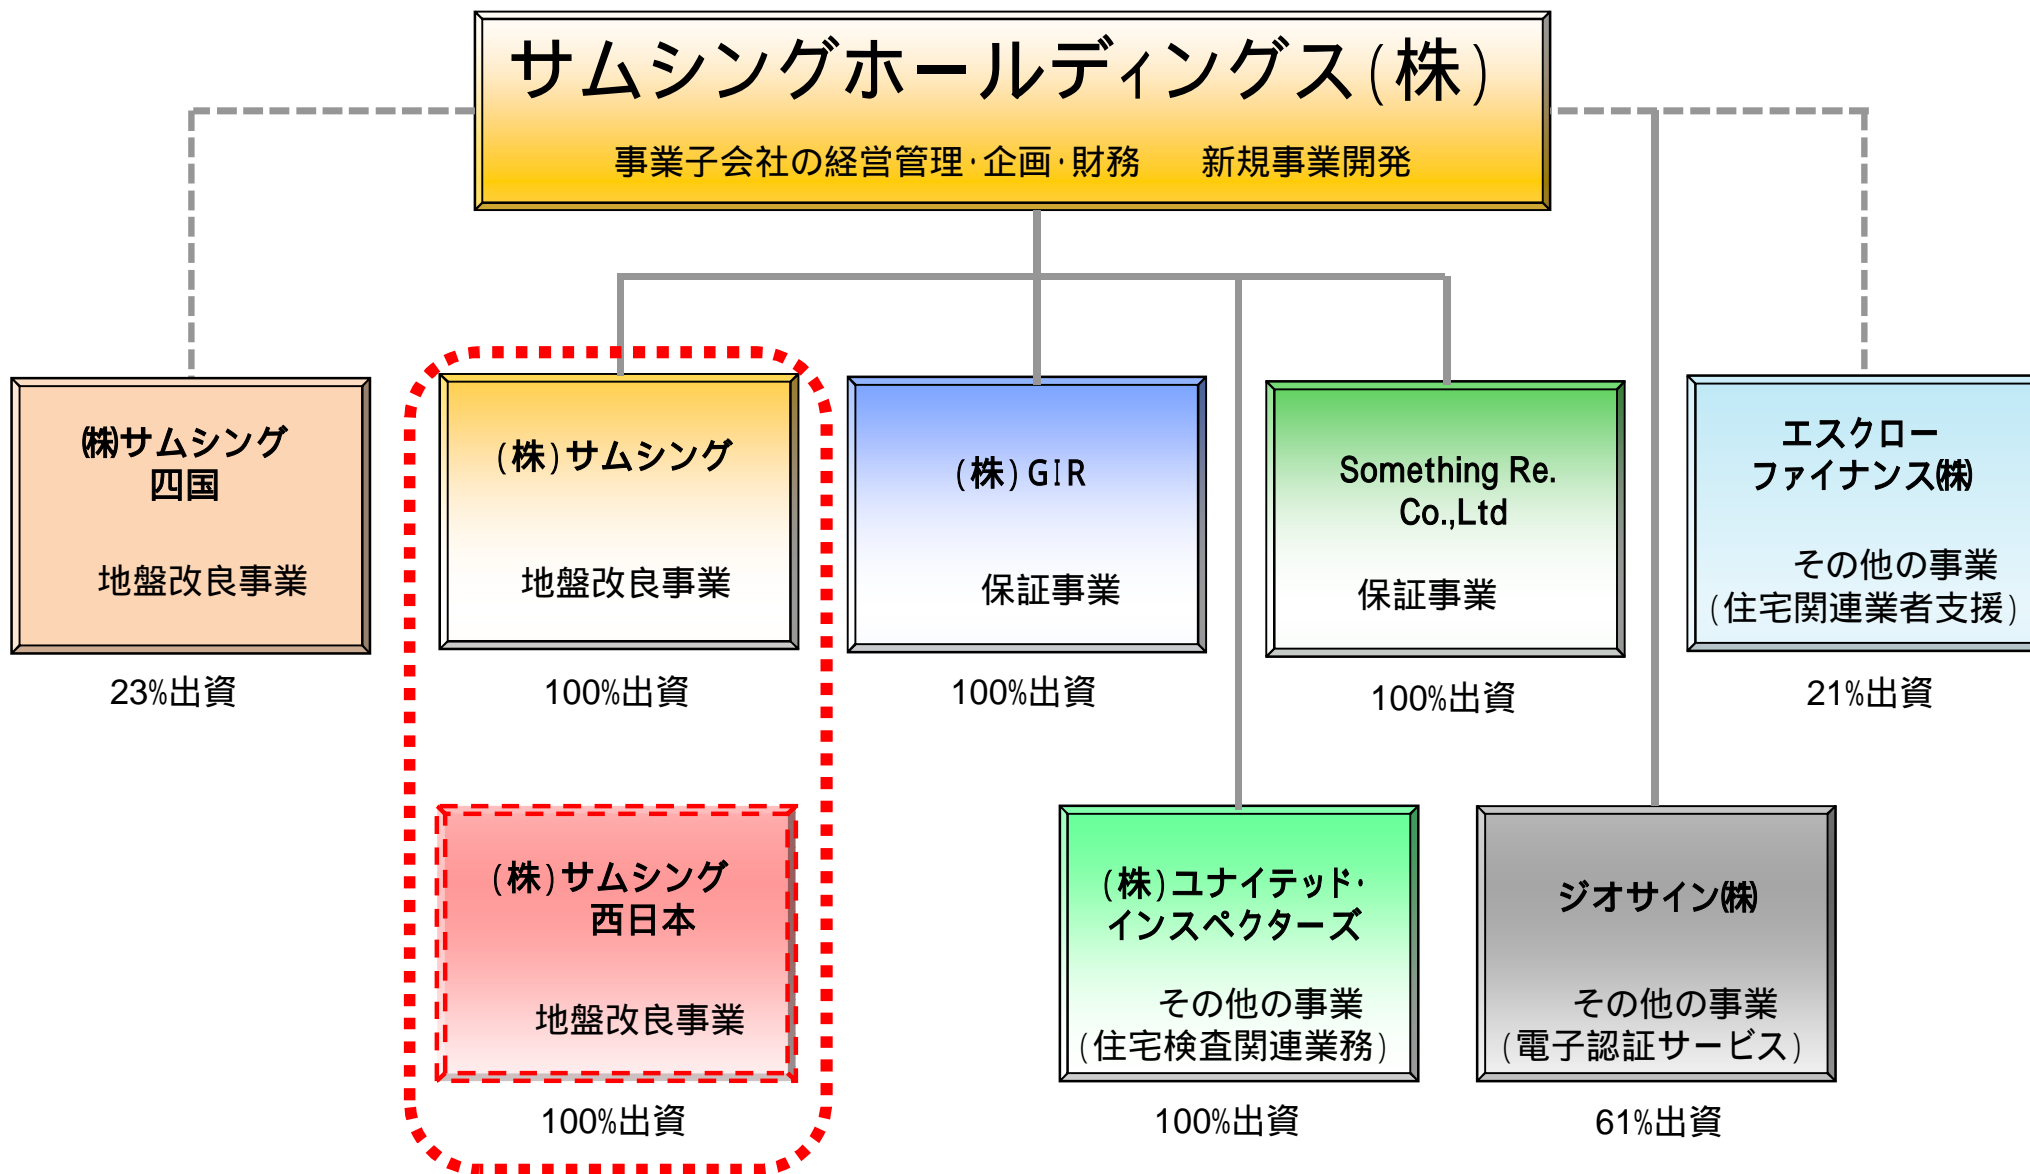 サムシングホールディングス(株)
事業子会社の経営管理・企画・財務　　新規事業開発
㈱サムシング
四国
地盤改良事業
23%出資
(株)サムシング
地盤改良事業
100%出資
(株)GIR
保証事業
100%出資
Something Re.
Co.,Ltd
保証事業
100%出資
エスクロー
ファイナンス㈱
その他の事業
(住宅関連業者支援)
21%出資
(株)サムシング
西日本
地盤改良事業
100%出資
(株)ユナイテッド・
インスペクターズ
その他の事業
(住宅検査関連業務)
100%出資
ジオサイン㈱
その他の事業
(電子認証サービス)
61%出資